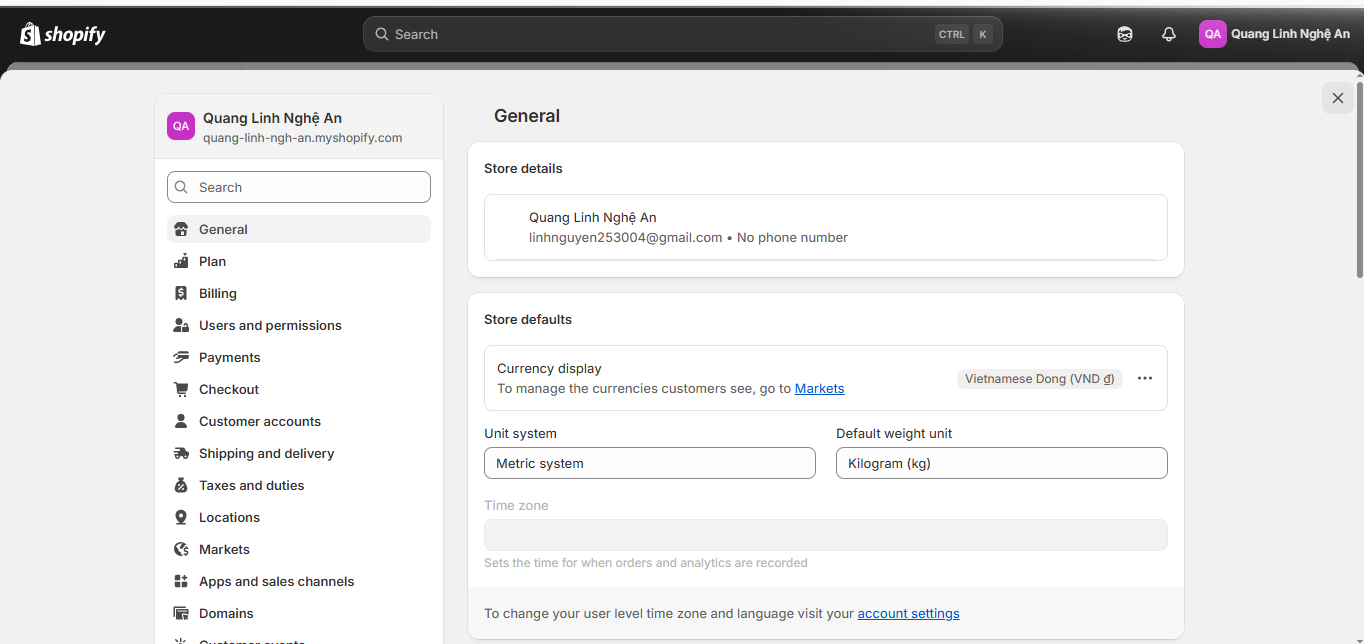 shopify
Search
CTRL K
QA
Quang Linh Nghệ An
QA
Quang Linh Nghệ An
quang-linh-ngh-an.myshopify.com
Search
General
Plan
Billing
Users and permissions
Payments
Checkout
Customer accounts
Shipping and delivery
Taxes and duties
Locations
Markets
Apps and sales channels
Domains
Customer events
General
Store details
Quang Linh Nghệ An
linhnguyen253004@gmail.com • No phone number
Store defaults
Currency display
To manage the currencies customers see, go to Markets
Vietnamese Dong (VND ₫)
Unit system
Metric system
Default weight unit
Kilogram (kg)
Time zone
Sets the time for when orders and analytics are recorded
To change your user level time zone and language visit your account settings